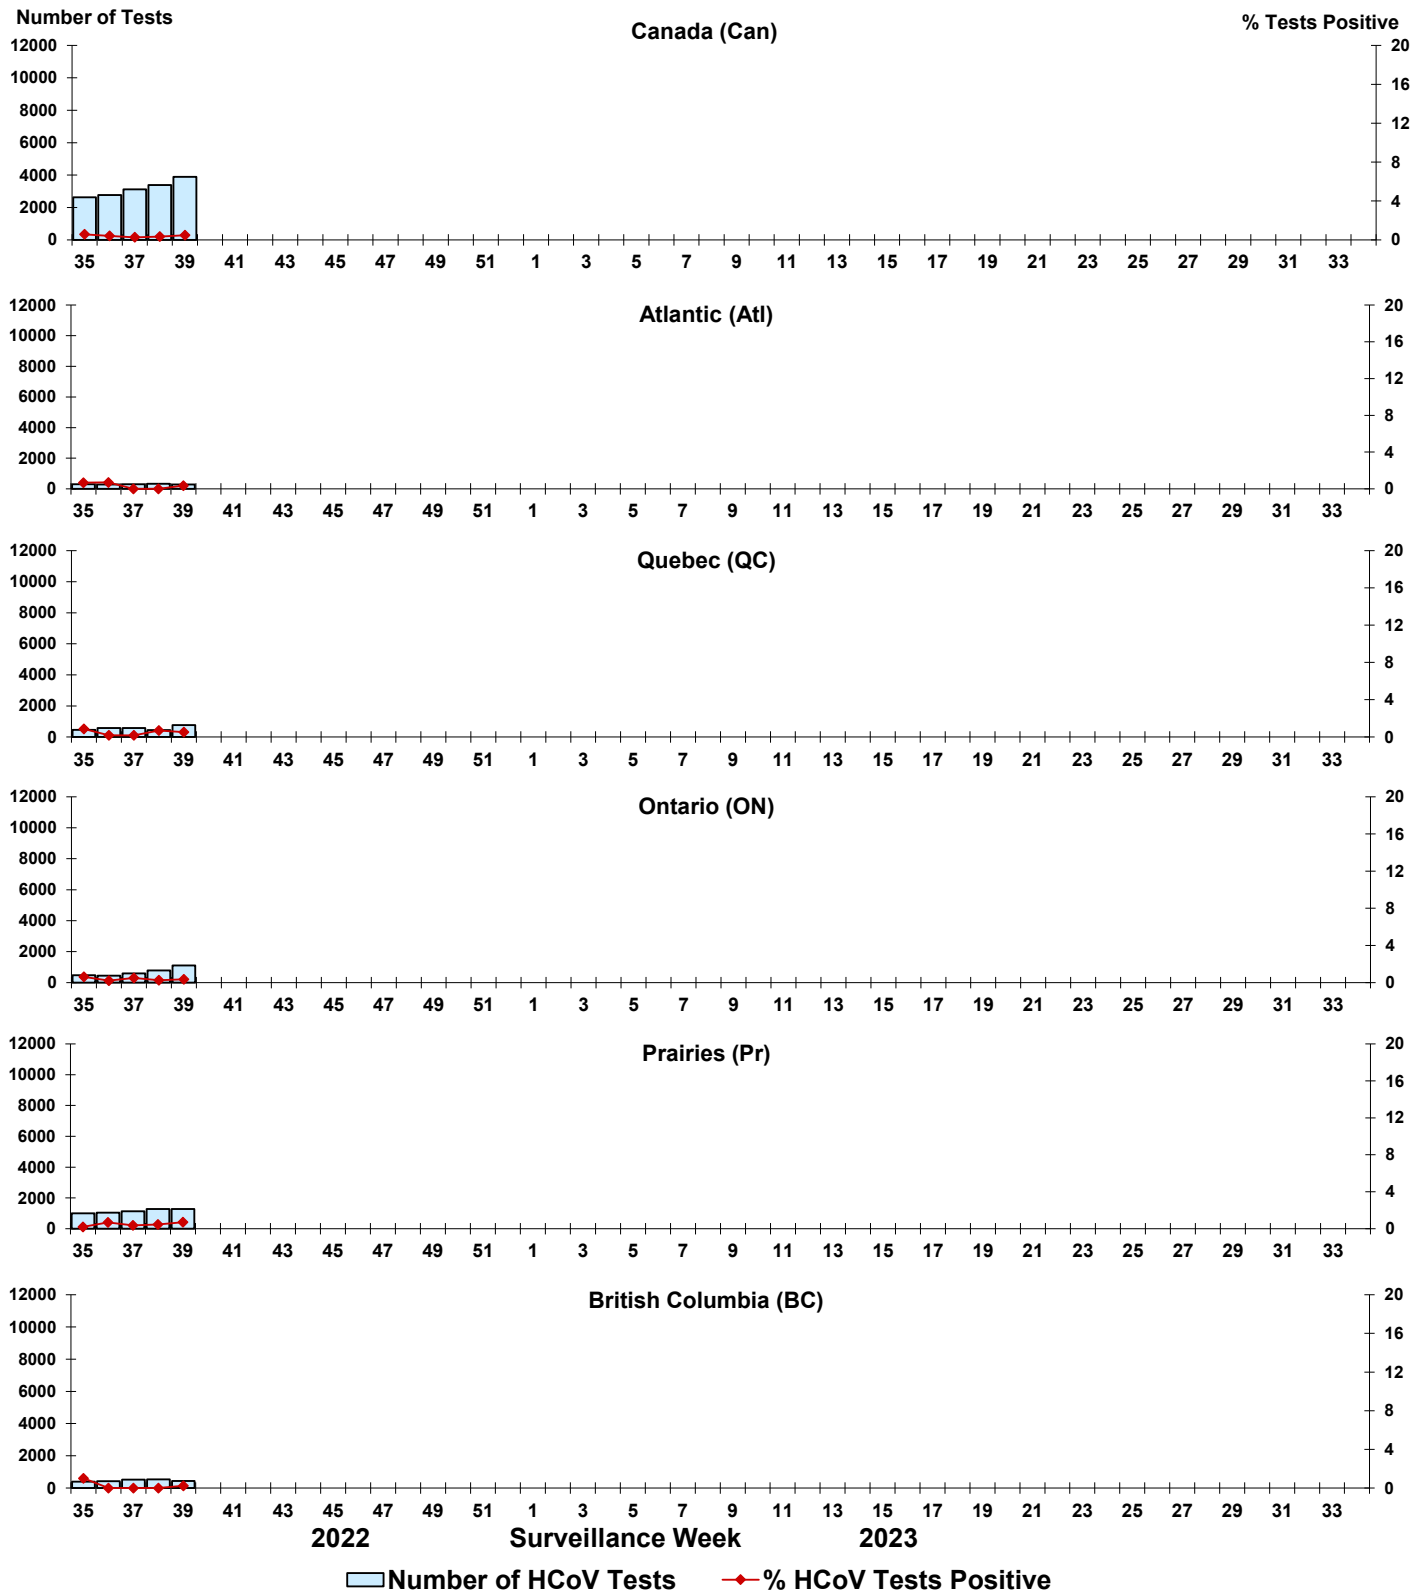 Number of Tests
Canada (Can)
% Tests Positive
12000 10000 8000 6000 4000 2000 0
20 16 12 8 4 0
35 37 39 41 43 45 47 49 51 1 3 5 7 9 11 13 15 17 19 21 23 25 27 29 31 33
Atlantic (Atl)
12000 10000 8000 6000 4000 2000 0
20 16 12 8 4 0
35 37 39 41 43 45 47 49 51 1 3 5 7 9 11 13 15 17 19 21 23 25 27 29 31 33
Quebec (QC)
12000 10000 8000 6000 4000 2000 0
20 16 12 8 4 0
35 37 39 41 43 45 47 49 51 1 3 5 7 9 11 13 15 17 19 21 23 25 27 29 31 33
Ontario (ON)
12000 10000 8000 6000 4000 2000 0
20 16 12 8 4 0
35 37 39 41 43 45 47 49 51 1 3 5 7 9 11 13 15 17 19 21 23 25 27 29 31 33
Prairies (Pr)
12000 10000 8000 6000 4000 2000 0
20 16 12 8 4 0
35 37 39 41 43 45 47 49 51 1 3 5 7 9 11 13 15 17 19 21 23 25 27 29 31 33
British Columbia (BC)
12000 10000 8000 6000 4000 2000 0
20 16 12 8 4 0
35 37 39 41 43 45 47 49 51 1 3 5 7 9 11 13 15 17 19 21 23 25 27 29 31 33
2022 Surveillance Week 2023
Number of HCoV Tests % HCoV Tests Positive